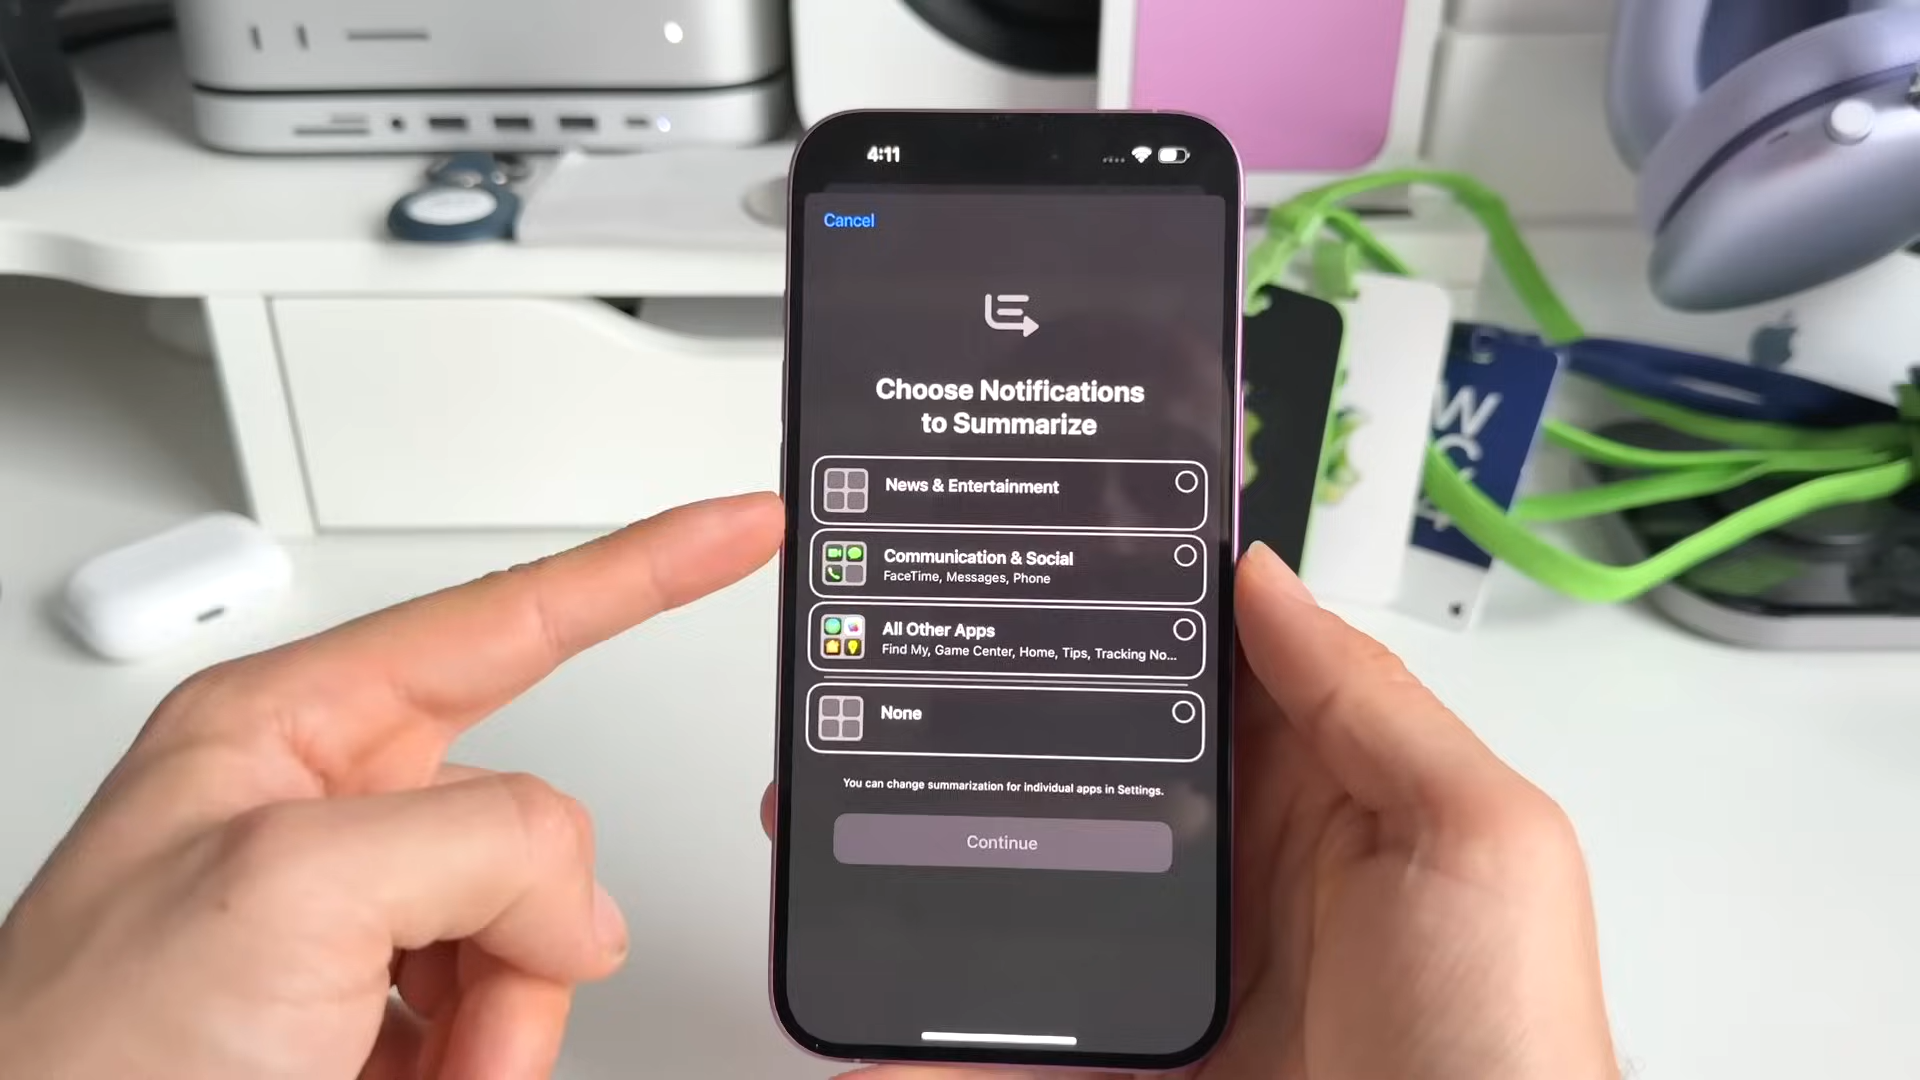 4:11
Cancel
Choose Notifications
to Summarize
News & Entertainment
Communication & Social
FaceTime, Messages, Phone
All Other Apps
Find My, Game Center, Home, Tips, Tracking No...
None
You can change summarization for individual apps in Settings.
Continue
W